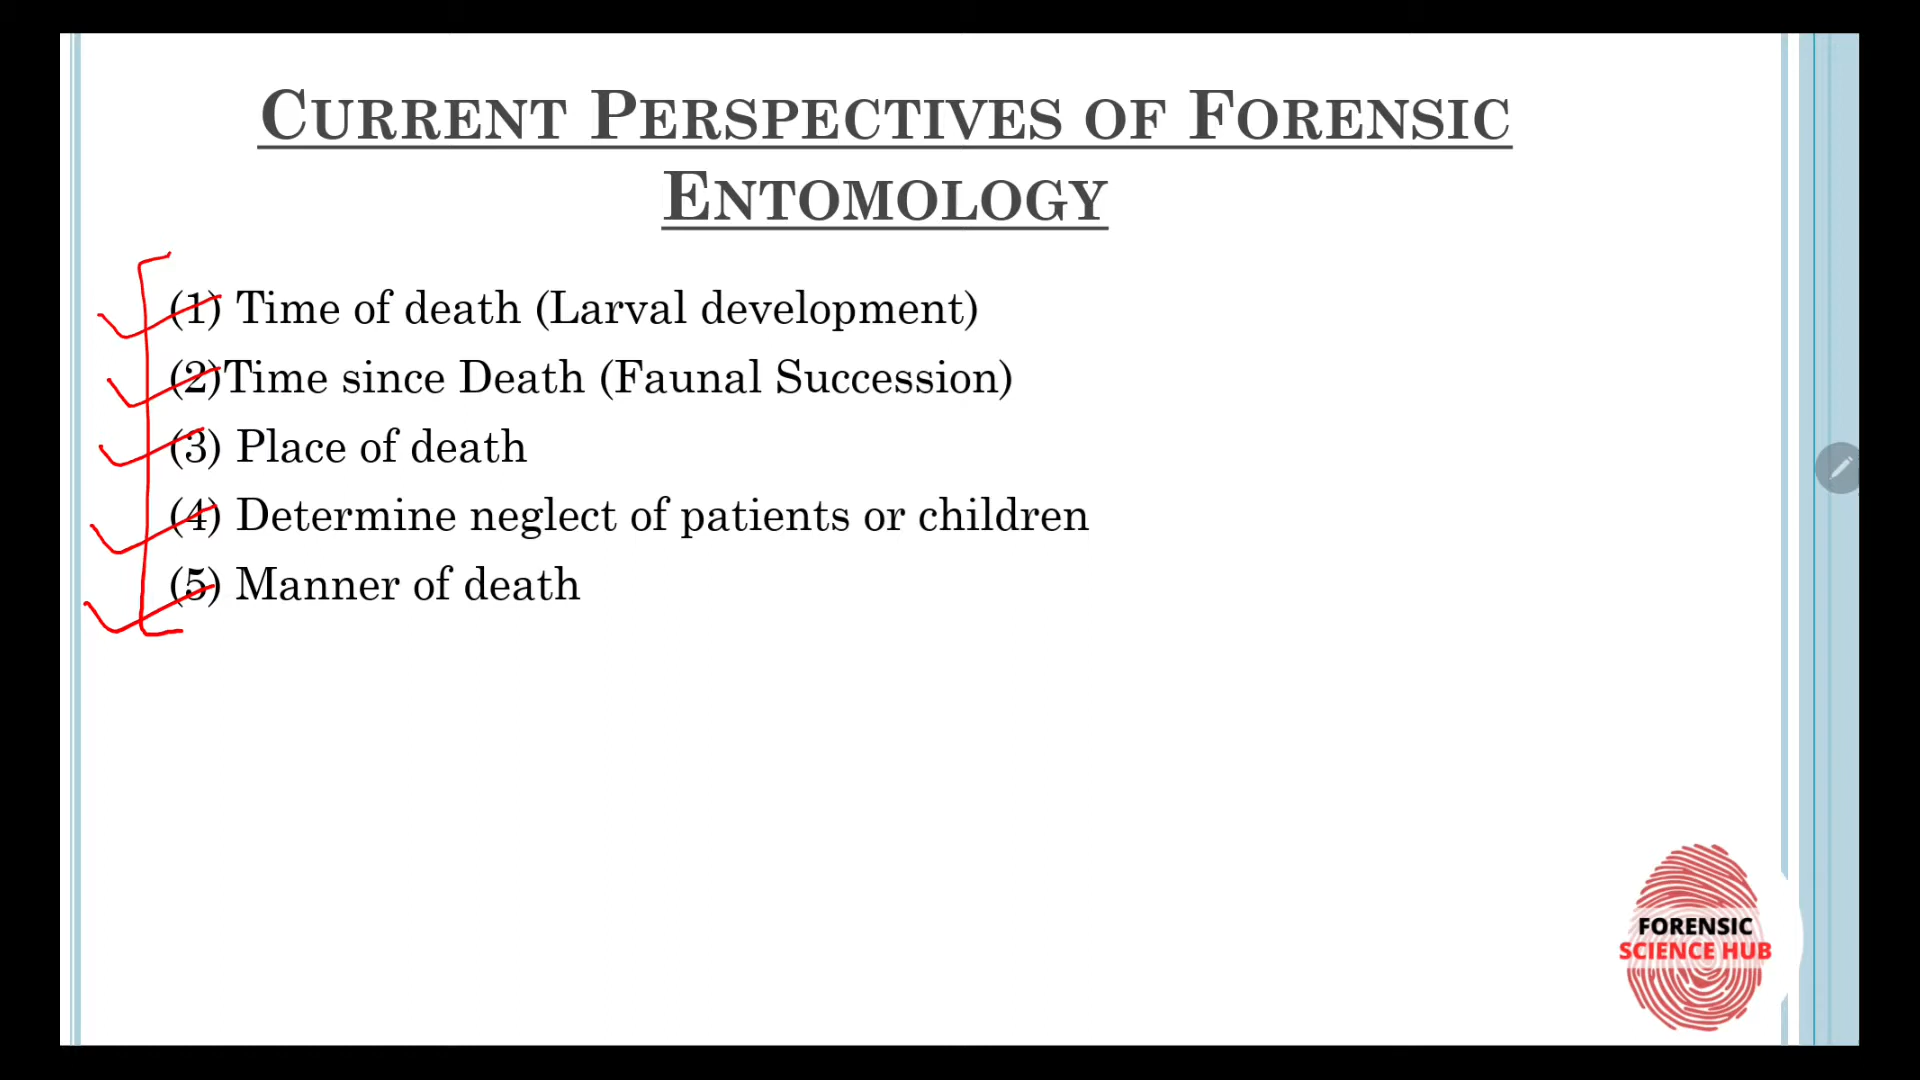 CURRENT PERSPECTIVES OF FORENSIC
ENTOMOLOGY
(1) Time of death (Larval development)
(2)Time since Death (Faunal Succession)
(3) Place of death
(4) Determine neglect of patients or children
(5) Manner of death
FORENSIC
SCIENCE HUB